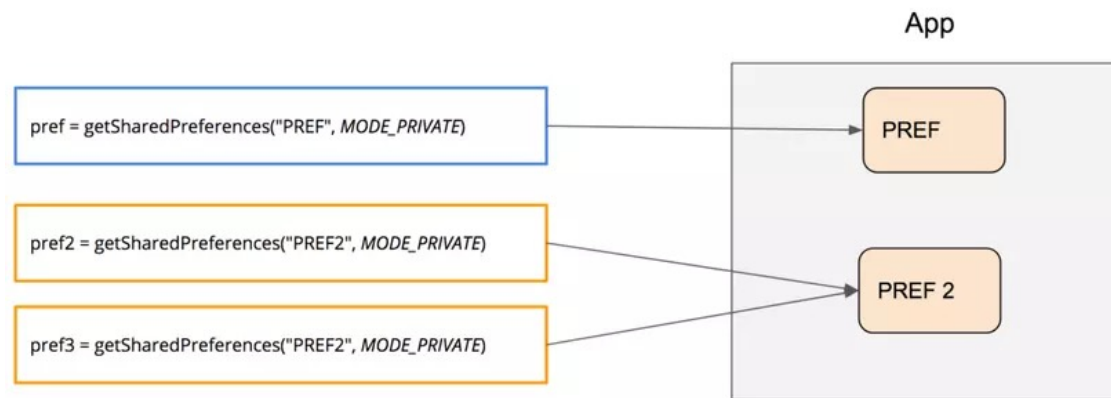 App
pref = getSharedPreferences("PREF", MODE_PRIVATE)
PREF
pref2 = getSharedPreferences("PREF2", MODE_PRIVATE)
PREF 2
pref3 = getSharedPreferences("PREF2", MODE_PRIVATE)